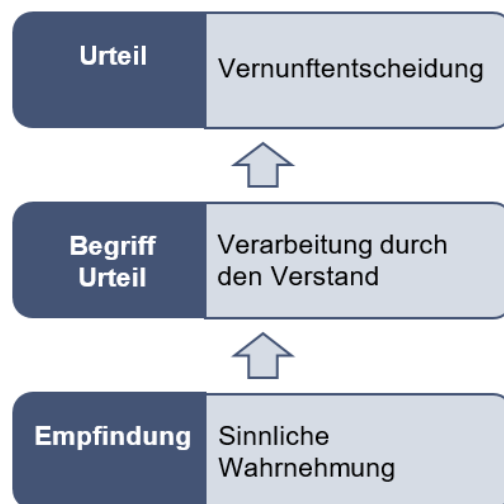 Urteil
Vernunftentscheidung
Begriff
Urteil
Verarbeitung durch
den Verstand
Empfindung
Sinnliche
Wahrnehmung